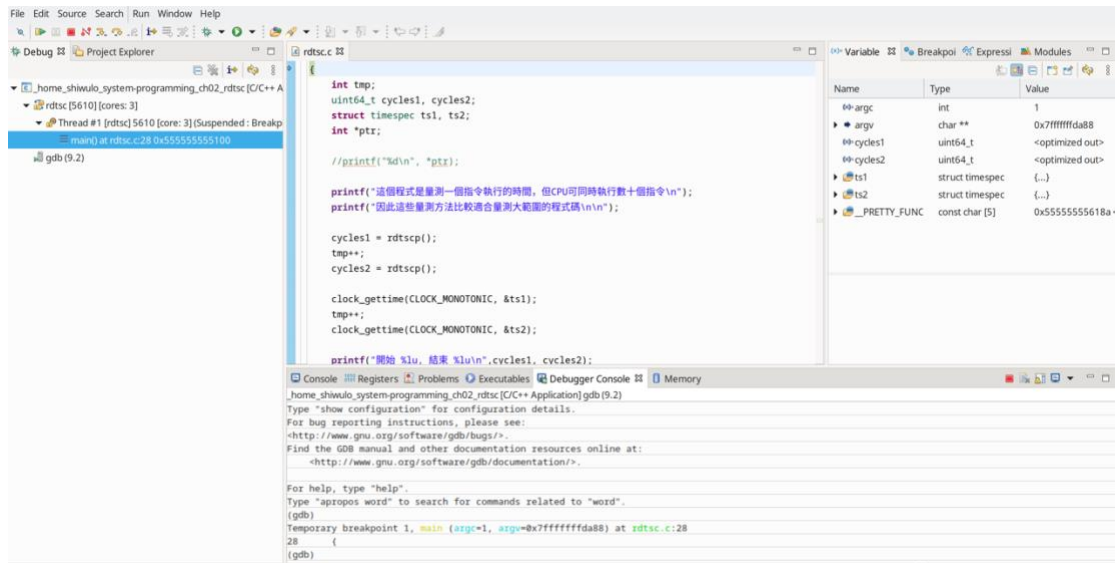 File Edit Source Search Run Window Help
Debug Project Explorer
_home_shiwulo_system-programming_ch02_rdtsc [C/C++ A
rdtsc [5610] [cores: 3]
Thread #1 [rdtsc] 5610 [core: 3] (Suspended : Breakp
main() at rdtsc.c:28 0x555555555100
gdb (9.2)
rdtsc.c
{
int tmp;
uint64_t cycles1, cycles2;
struct timespec ts1, ts2;
int *ptr;
//printf("%d\n", *ptr);
printf("這個程式是量測一個指令執行的時間，但CPU可同時執行數十個指令\n");
printf("因此這些量測方法比較適合量測大範圍的程式碼\n\n");
cycles1 = rdtscp();
tmp++;
cycles2 = rdtscp();
clock_gettime(CLOCK_MONOTONIC, &ts1);
tmp++;
clock_gettime(CLOCK_MONOTONIC, &ts2);
printf("開始 %lu, 結束 %lu\n",cycles1, cycles2);
Variable Breakpoi Expressi Modules
Name Type Value
argc int 1
argv char ** 0x7fffffffda88
cycles1 uint64_t <optimized out>
cycles2 uint64_t <optimized out>
ts1 struct timespec {...}
ts2 struct timespec {...}
__PRETTY_FUNC const char [5] 0x55555555618a
Console Registers Problems Executables Debugger Console Memory
_home_shiwulo_system-programming_ch02_rdtsc [C/C++ Application] gdb (9.2)
Type "show configuration" for configuration details.
For bug reporting instructions, please see:
<http://www.gnu.org/software/gdb/bugs/>.
Find the GDB manual and other documentation resources online at:
<http://www.gnu.org/software/gdb/documentation/>.
For help, type "help".
Type "apropos word" to search for commands related to "word".
(gdb)
Temporary breakpoint 1, main (argc=1, argv=0x7fffffffda88) at rdtsc.c:28
28 {
(gdb)